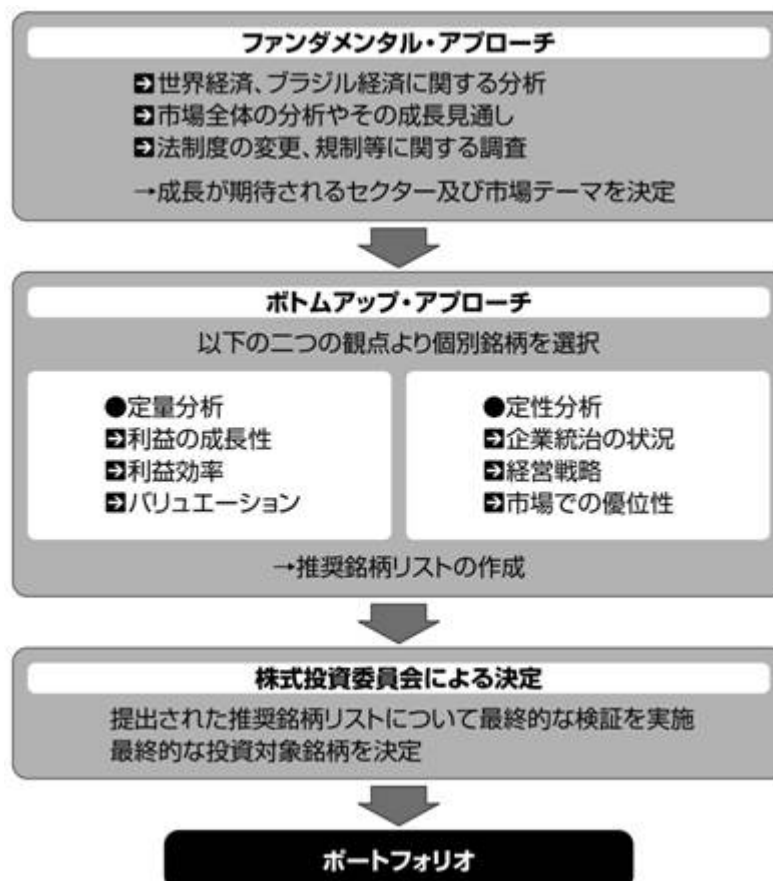 ファンダメンタル・アプローチ
➡世界経済、ブラジル経済に関する分析
➡市場全体の分析やその成長見通し
➡法制度の変更、規制等に関する調査
→成長が期待されるセクター及び市場テーマを決定
ボトムアップ・アプローチ
以下の二つの観点より個別銘柄を選択
●定量分析
➡利益の成長性
➡利益効率
➡バリュエーション
●定性分析
➡企業統治の状況
➡経営戦略
➡市場での優位性
→推奨銘柄リストの作成
株式投資委員会による決定
提出された推奨銘柄リストについて最終的な検証を実施
最終的な投資対象銘柄を決定
ポートフォリオ